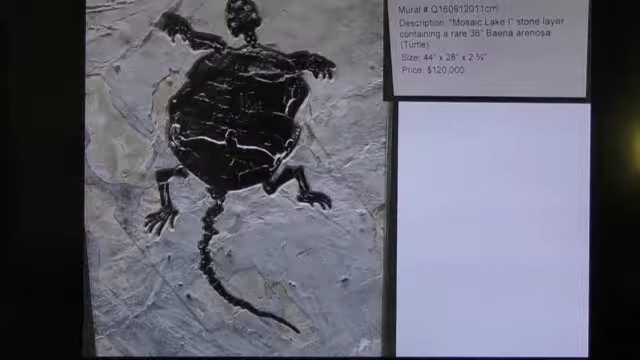 Mural # Q160912011cm
Description: "Mosaic Lake I" stone layer
containing a rare 36" Baena arenosa
(Turtle)
Size: 44" x 28" x 2 ¾"
Price: $120,000